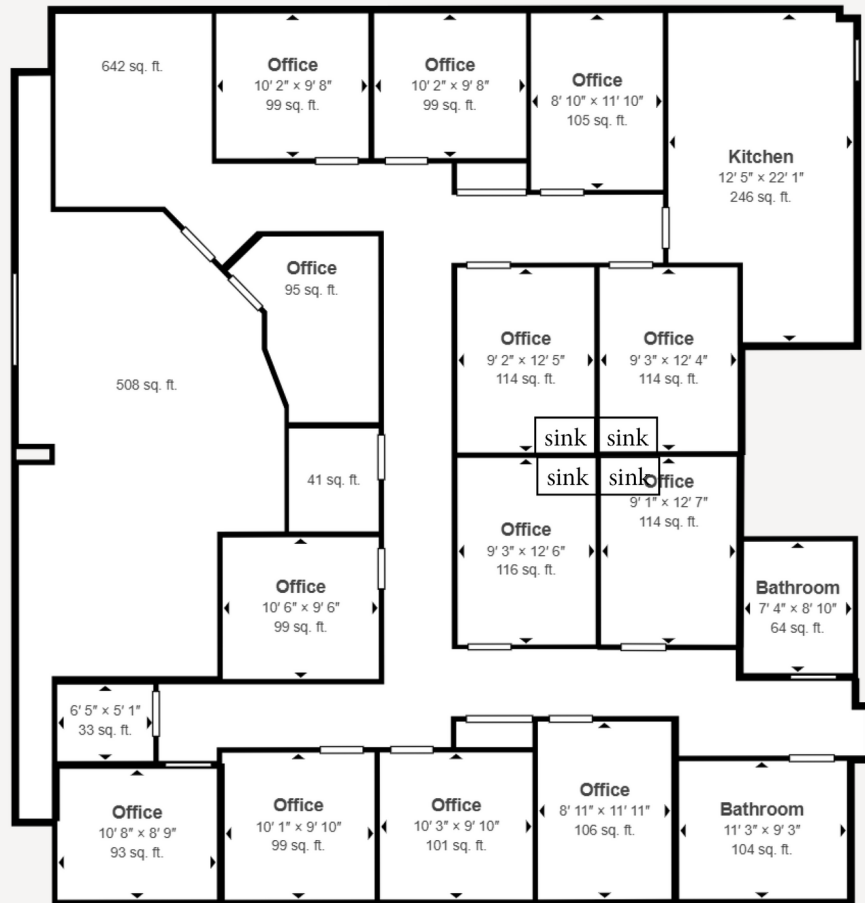 642 sq. ft.
Office
10' 2" × 9' 8"
99 sq. ft.
Office
10' 2" × 9' 8"
99 sq. ft.
Office
8' 10" × 11' 10"
105 sq. ft.
Kitchen
12' 5" × 22' 1"
246 sq. ft.
Office
95 sq. ft.
508 sq. ft.
Office
9' 2" × 12' 5"
114 sq. ft.
Office
9' 3" × 12' 4"
114 sq. ft.
sink
sink
sink
sink
41 sq. ft.
Office
9' 3" × 12' 6"
116 sq. ft.
Office
9' 1" × 12' 7"
114 sq. ft.
Office
10' 6" × 9' 6"
99 sq. ft.
Bathroom
7' 4" × 8' 10"
64 sq. ft.
6' 5" × 5' 1"
33 sq. ft.
Office
10' 8" × 8' 9"
93 sq. ft.
Office
10' 1" × 9' 10"
99 sq. ft.
Office
10' 3" × 9' 10"
101 sq. ft.
Office
8' 11" × 11' 11"
106 sq. ft.
Bathroom
11' 3" × 9' 3"
104 sq. ft.